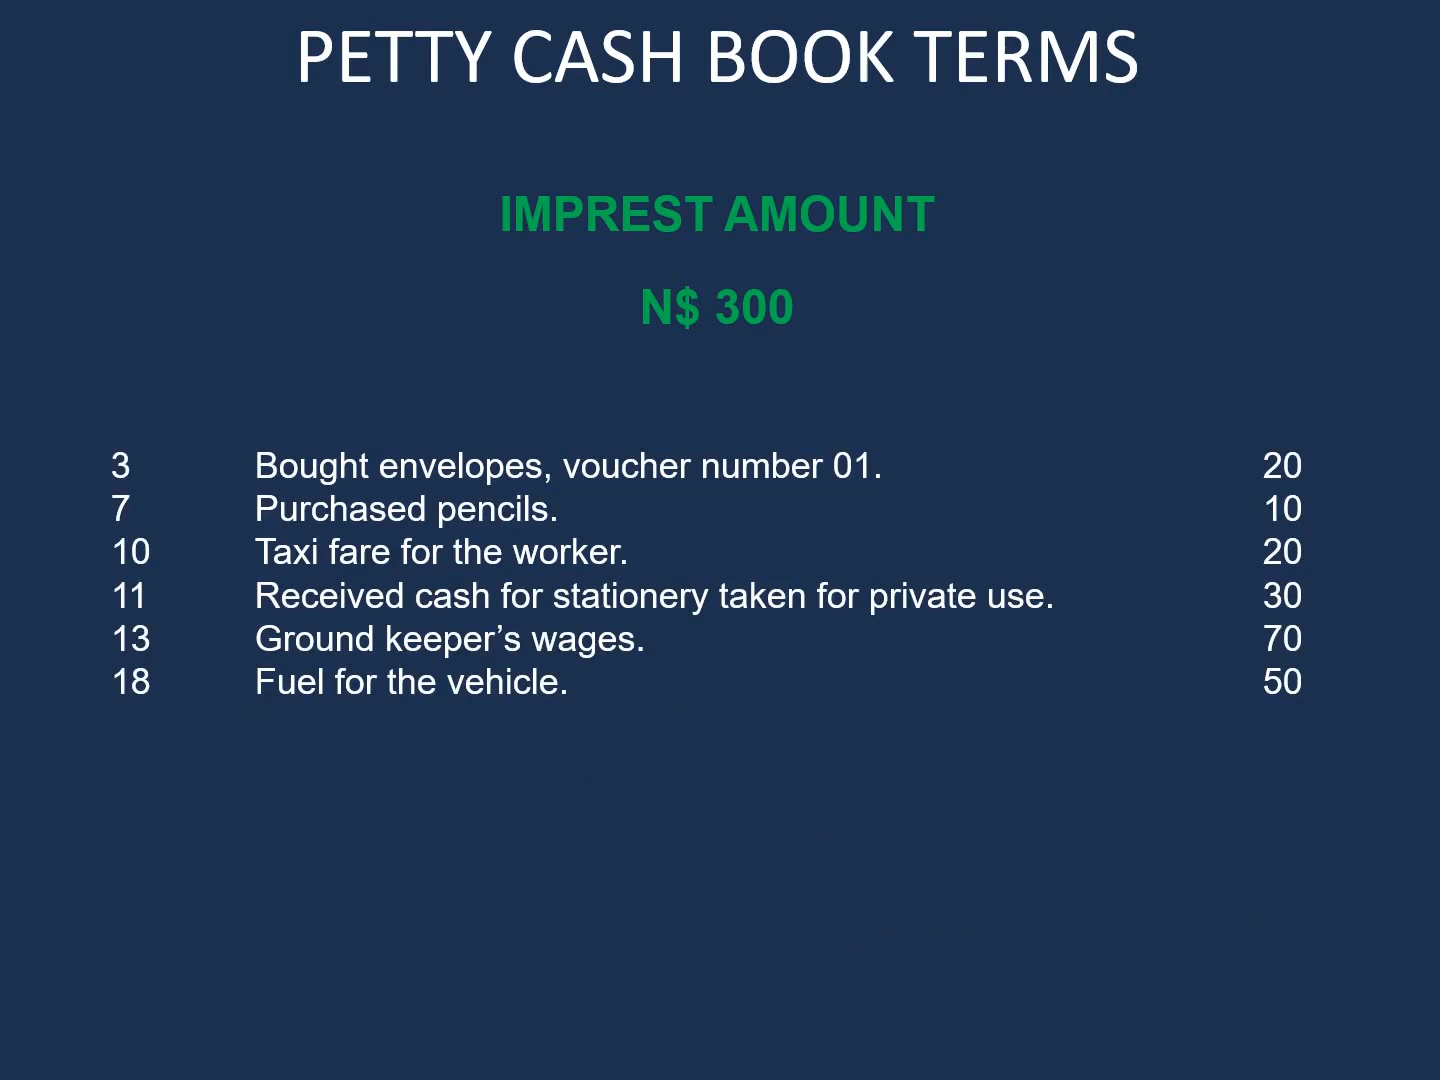 PETTY CASH BOOK TERMS
IMPREST AMOUNT
N$ 300
3 Bought envelopes, voucher number 01. 20
7 Purchased pencils. 10
10 Taxi fare for the worker. 20
11 Received cash for stationery taken for private use. 30
13 Ground keeper’s wages. 70
18 Fuel for the vehicle. 50